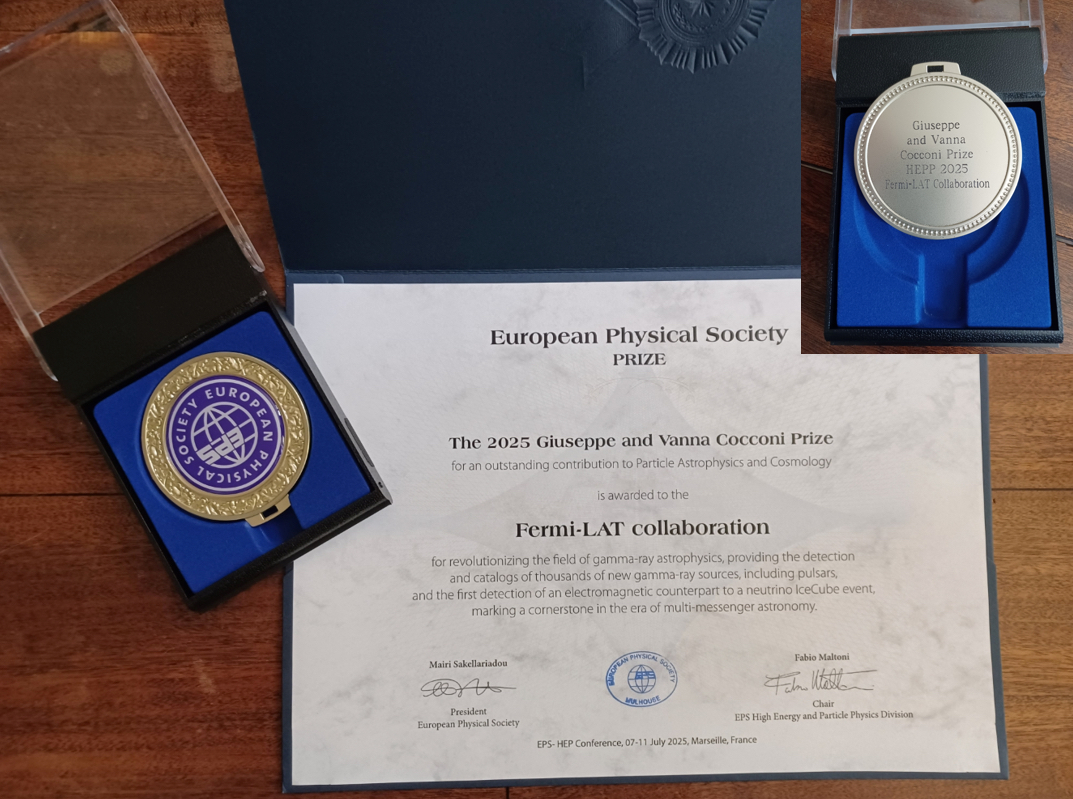 EUROPEAN PHYSICAL SOCIETY
EPS
Giuseppe
and Vanna
Cocconi Prize
HEPP 2025
Fermi-LAT Collaboration
European Physical Society
PRIZE
The 2025 Giuseppe and Vanna Cocconi Prize
for an outstanding contribution to Particle Astrophysics and Cosmology
is awarded to the
Fermi-LAT collaboration
for revolutionizing the field of gamma-ray astrophysics, providing the detection
and catalogs of thousands of new gamma-ray sources, including pulsars,
and the first detection of an electromagnetic counterpart to a neutrino IceCube event,
marking a cornerstone in the era of multi-messenger astronomy.
Mairi Sakellariadou
President
European Physical Society
EUROPEAN PHYSICAL SOCIETY
EPS
MULHOUSE
Fabio Maltoni
Chair
EPS High Energy and Particle Physics Division
EPS- HEP Conference, 07-11 July 2025, Marseille, France